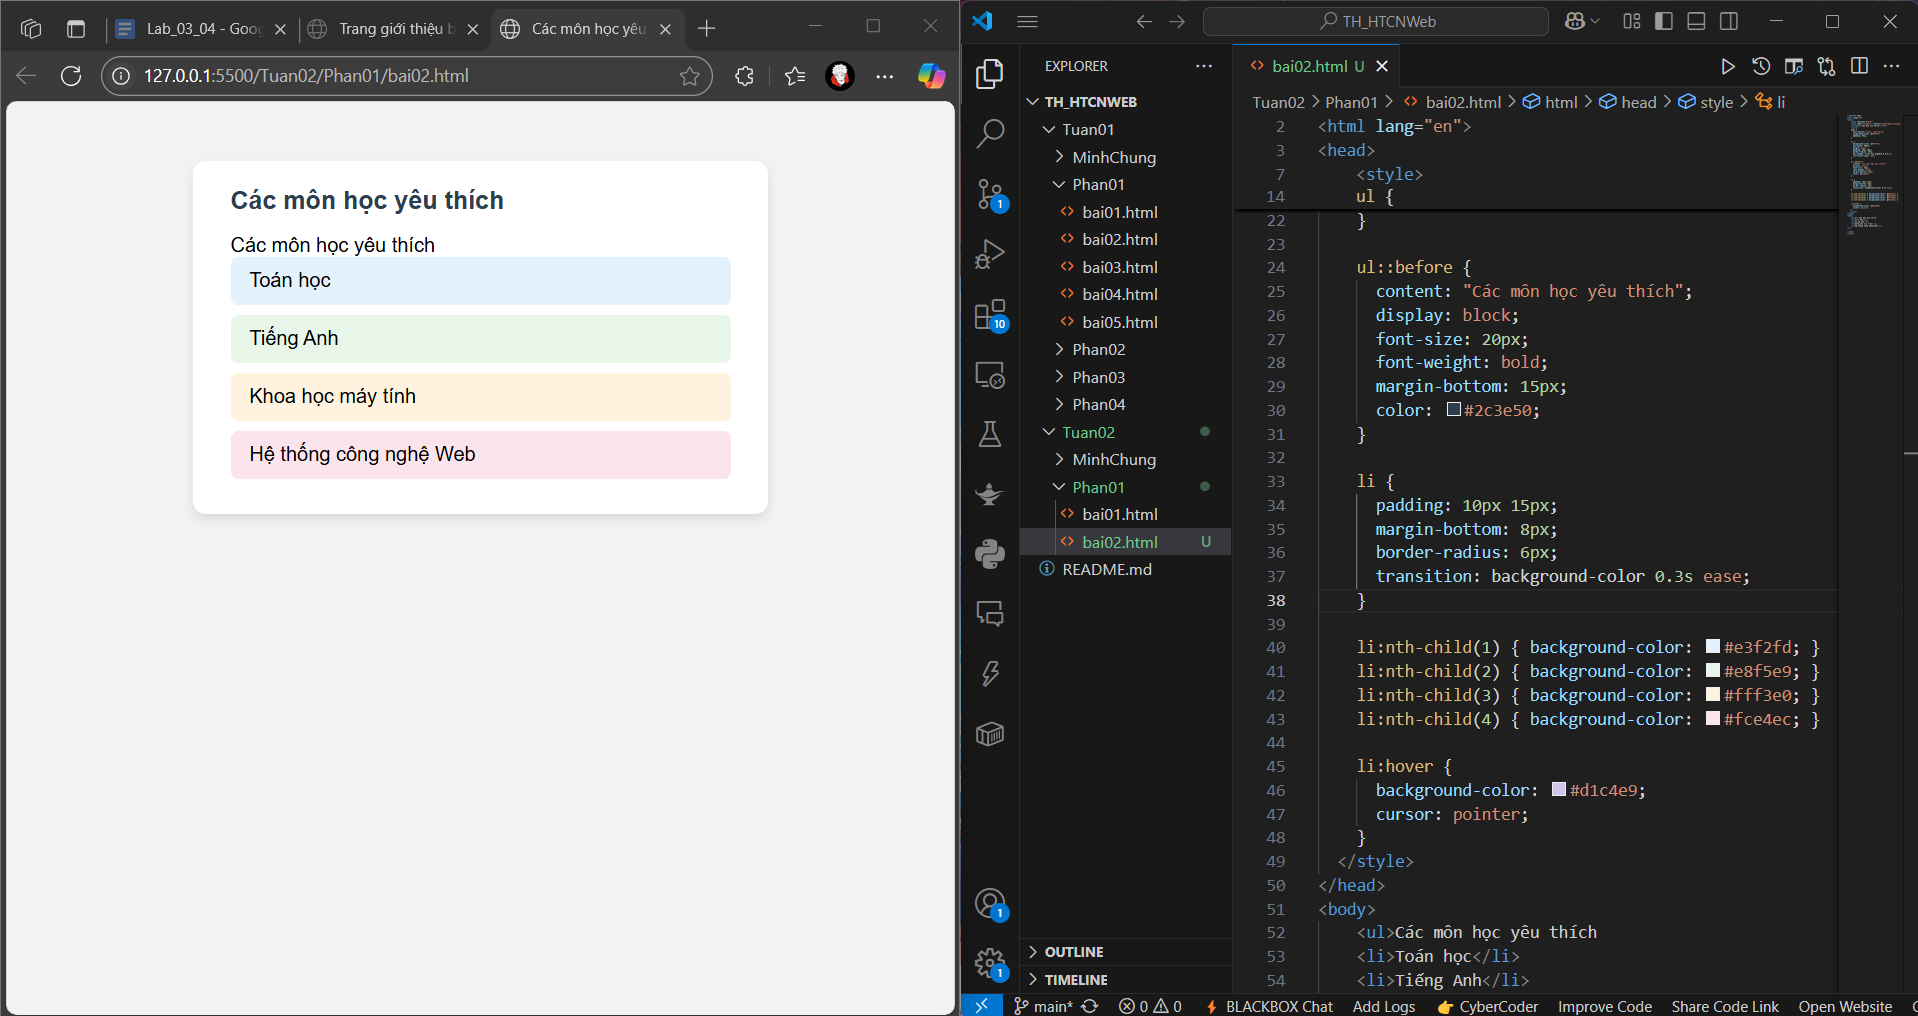 Lab_03_04 - Goog
Trang giới thiệu b
Các môn học yêu
127.0.0.1:5500/Tuan02/Phan01/bai02.html
Các môn học yêu thích
Các môn học yêu thích
Toán học
Tiếng Anh
Khoa học máy tính
Hệ thống công nghệ Web
TH_HTCNWeb
EXPLORER
TH_HTCNWEB
Tuan01
MinhChung
Phan01
bai01.html
bai02.html
bai03.html
bai04.html
bai05.html
Phan02
Phan03
Phan04
Tuan02
MinhChung
Phan01
bai01.html
bai02.html U
README.md
OUTLINE
TIMELINE
1
10
1
1
bai02.html U
Tuan02 > Phan01 > bai02.html > html > head > style > li
2 <html lang="en">
3 <head>
7 <style>
14 ul {
22 }
23
24 ul::before {
25 content: "Các môn học yêu thích";
26 display: block;
27 font-size: 20px;
28 font-weight: bold;
29 margin-bottom: 15px;
30 color: #2c3e50;
31 }
32
33 li {
34 padding: 10px 15px;
35 margin-bottom: 8px;
36 border-radius: 6px;
37 transition: background-color 0.3s ease;
38 }
39
40 li:nth-child(1) { background-color: #e3f2fd; }
41 li:nth-child(2) { background-color: #e8f5e9; }
42 li:nth-child(3) { background-color: #fff3e0; }
43 li:nth-child(4) { background-color: #fce4ec; }
44
45 li:hover {
46 background-color: #d1c4e9;
47 cursor: pointer;
48 }
49 </style>
50 </head>
51 <body>
52 <ul>Các môn học yêu thích
53 <li>Toán học</li>
54 <li>Tiếng Anh</li>
main* 0 0 BLACKBOX Chat Add Logs CyberCoder Improve Code Share Code Link Open Website